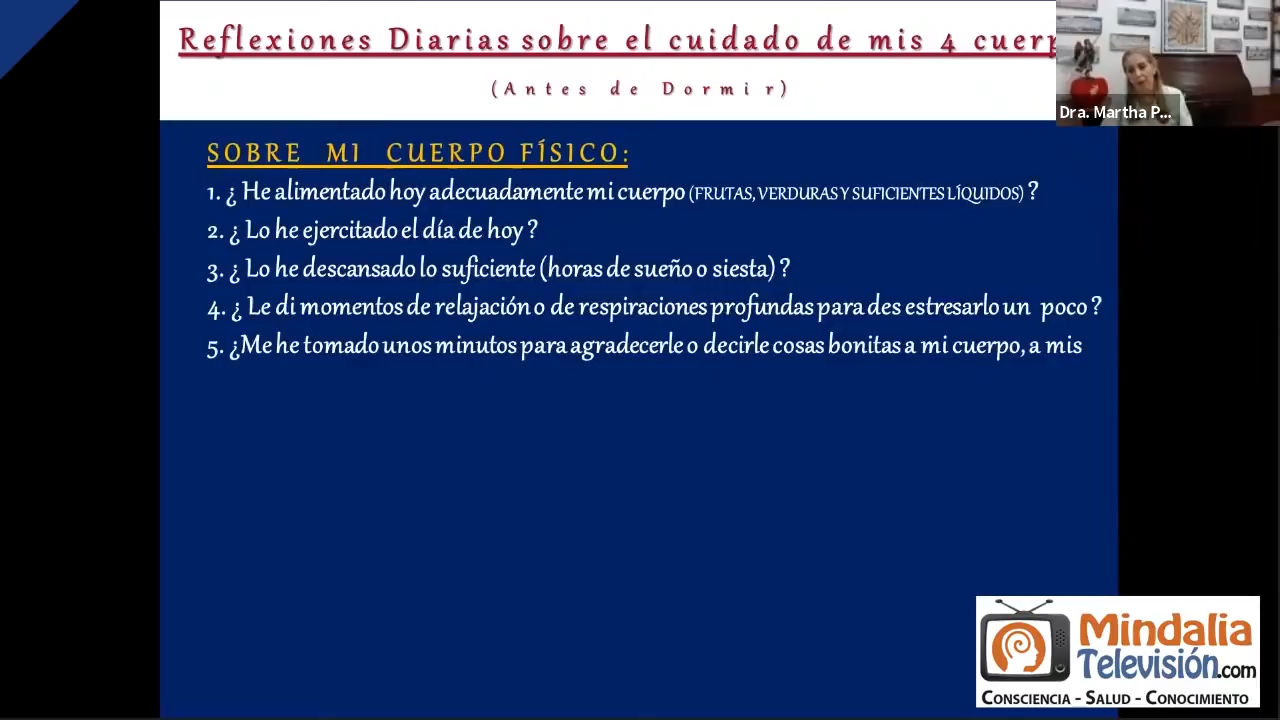 Reflexiones Diarias sobre el cuidado de mis 4 cuerp
(Antes de Dormir)
Dra. Martha P...
SOBRE MI CUERPO FÍSICO:
1. ¿ He alimentado hoy adecuadamente mi cuerpo (FRUTAS, VERDURAS Y SUFICIENTES LÍQUIDOS) ?
2. ¿ Lo he ejercitado el día de hoy ?
3. ¿ Lo he descansado lo suficiente (horas de sueño o siesta) ?
4. ¿ Le di momentos de relajación o de respiraciones profundas para des estresarlo un poco ?
5. ¿Me he tomado unos minutos para agradecerle o decirle cosas bonitas a mi cuerpo, a mis
Mindalia
Televisión.com
CONSCIENCIA - SALUD - CONOCIMIENTO